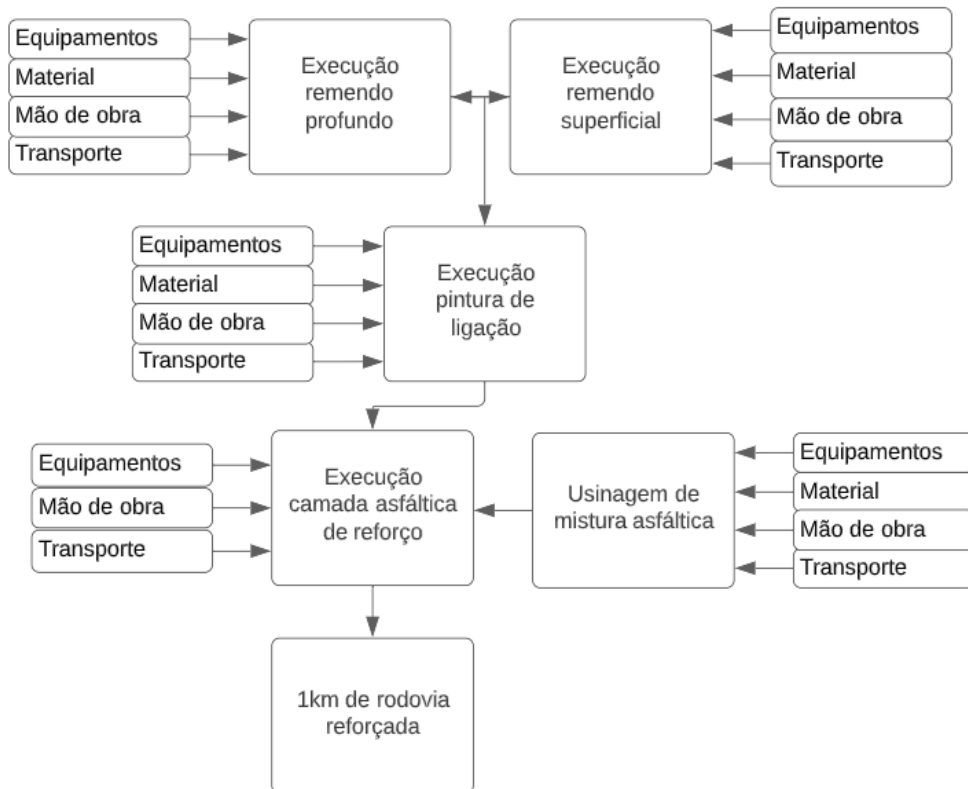 Equipamentos
Material
Mão de obra
Transporte
Execução
remendo
profundo
Execução
remendo
superficial
Equipamentos
Material
Mão de obra
Transporte
Equipamentos
Material
Mão de obra
Transporte
Execução
pintura de
ligação
Equipamentos
Mão de obra
Transporte
Execução
camada asfáltica
de reforço
Usinagem de
mistura asfáltica
Equipamentos
Material
Mão de obra
Transporte
1km de rodovia
reforçada